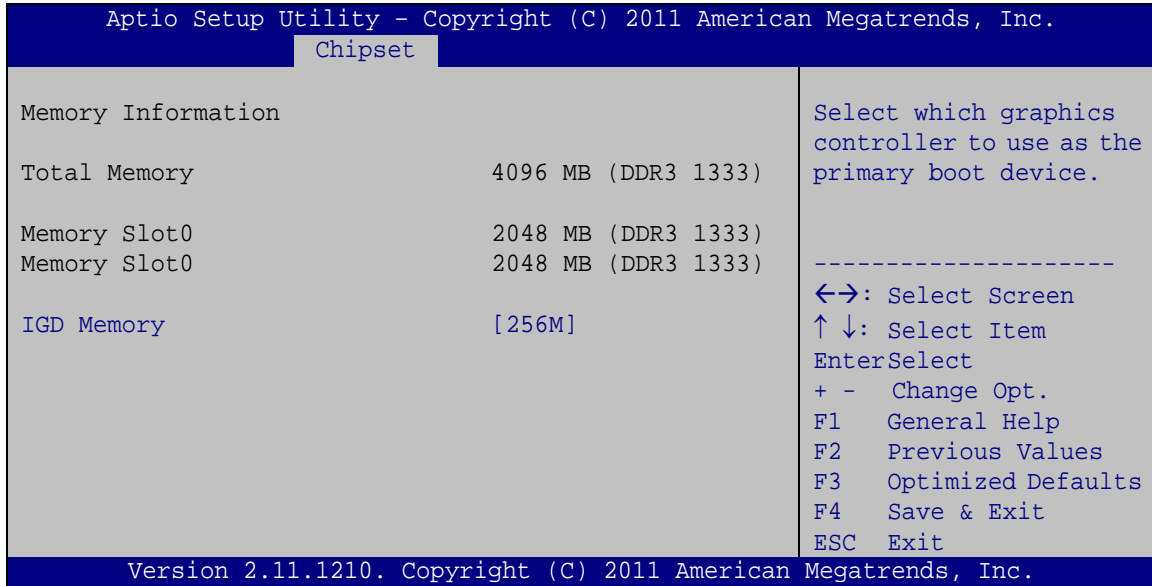 Aptio Setup Utility – Copyright (C) 2011 American Megatrends, Inc.
Chipset
Memory Information
Total Memory 4096 MB (DDR3 1333)
Memory Slot0 2048 MB (DDR3 1333)
Memory Slot0 2048 MB (DDR3 1333)
IGD Memory [256M]
Select which graphics
controller to use as the
primary boot device.
---------------------
←→: Select Screen
↑ ↓: Select Item
EnterSelect
+ - Change Opt.
F1 General Help
F2 Previous Values
F3 Optimized Defaults
F4 Save & Exit
ESC Exit
Version 2.11.1210. Copyright (C) 2011 American Megatrends, Inc.